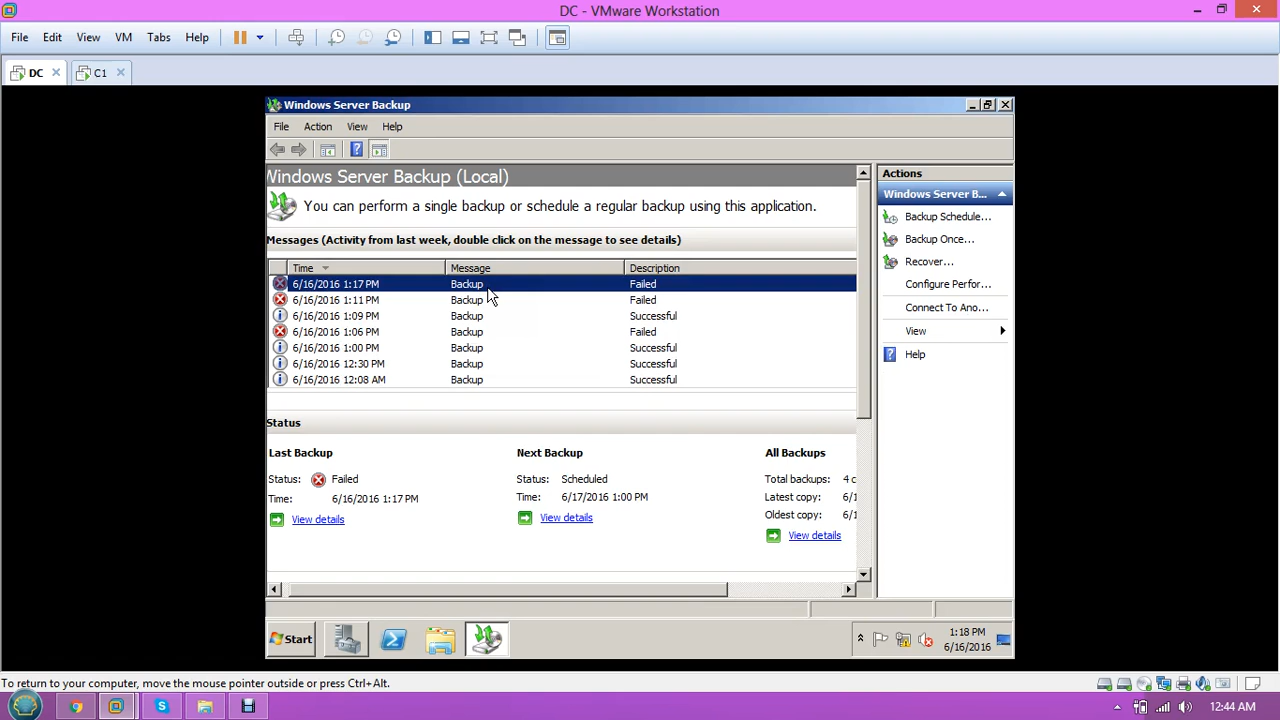 DC - VMware Workstation
File Edit View VM Tabs Help
DC C1
Windows Server Backup
File Action View Help
Windows Server Backup (Local)
You can perform a single backup or schedule a regular backup using this application.
Messages (Activity from last week, double click on the message to see details)
Time Message Description
6/16/2016 1:17 PM Backup Failed
6/16/2016 1:11 PM Backup Failed
6/16/2016 1:09 PM Backup Successful
6/16/2016 1:06 PM Backup Failed
6/16/2016 1:00 PM Backup Successful
6/16/2016 12:30 PM Backup Successful
6/16/2016 12:08 AM Backup Successful
Status
Last Backup Next Backup All Backups
Status: Failed Status: Scheduled Total backups: 4 c
Time: 6/16/2016 1:17 PM Time: 6/17/2016 1:00 PM Latest copy: 6/1
Oldest copy: 6/1
View details View details View details
Actions
Windows Server B...
Backup Schedule...
Backup Once...
Recover...
Configure Perfor...
Connect To Ano...
View
Help
Start
1:18 PM
6/16/2016
To return to your computer, move the mouse pointer outside or press Ctrl+Alt.
12:44 AM